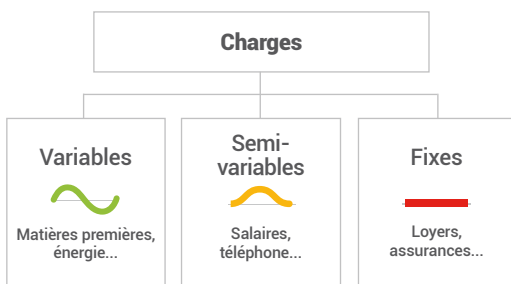 Charges
Variables
Matières premières,
énergie...
Semi-
variables
Salaires,
téléphone...
Fixes
Loyers,
assurances...